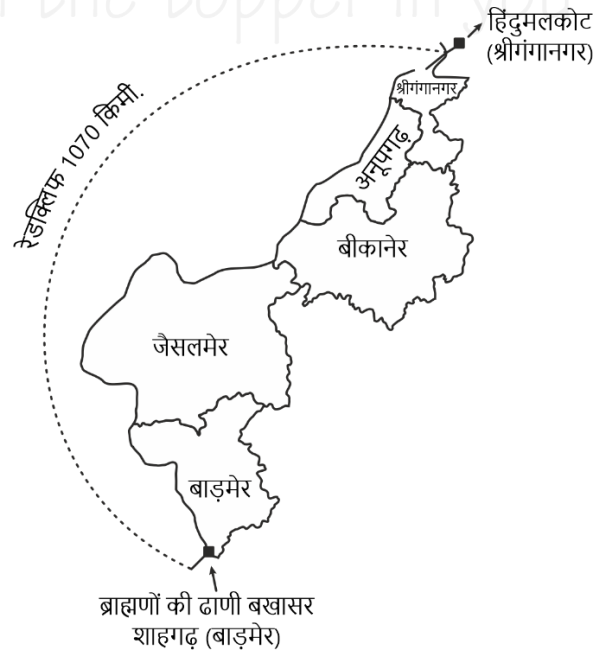 हिंदुमलकोट
(श्रीगंगानगर)
श्रीगंगानगर
रेडक्लिफ 1070 किमी.
अनूपगढ़
बीकानेर
जैसलमेर
बाड़मेर
ब्राह्मणों की ढाणी बखासर
शाहगढ़ (बाड़मेर)